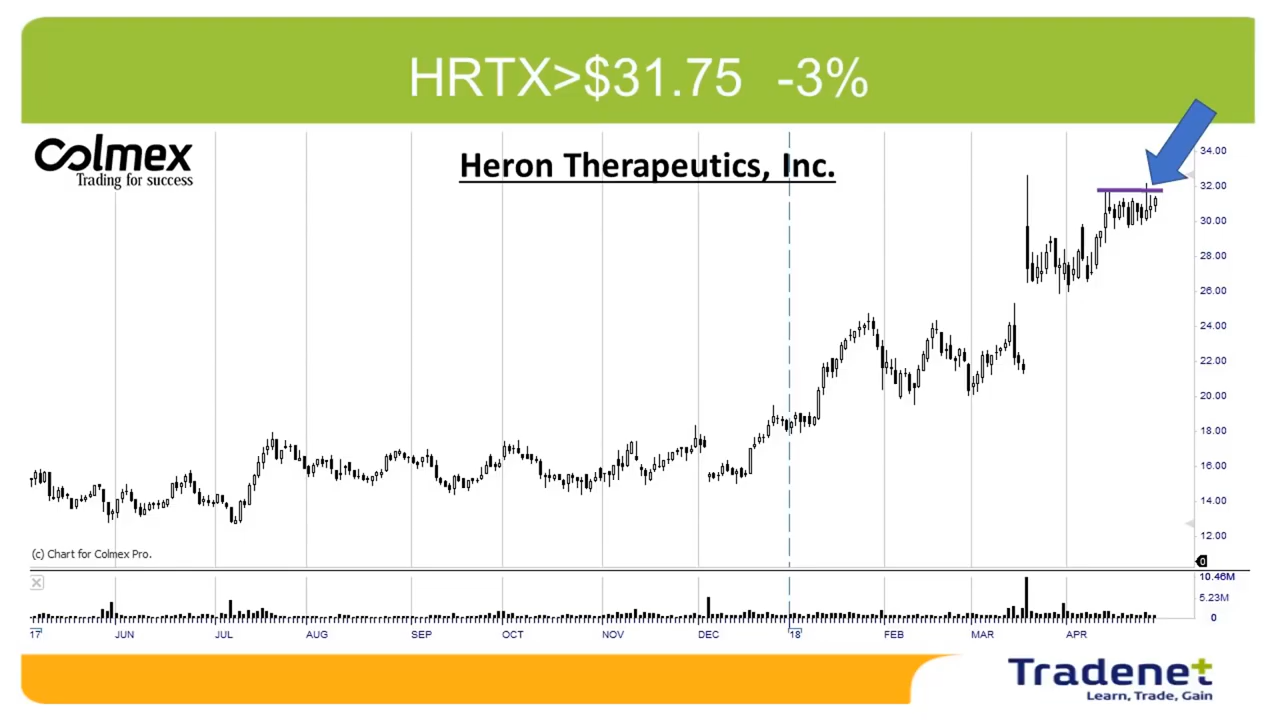 HRTX>$31.75 -3%
Colmex
Trading for success
Heron Therapeutics, Inc.
34.00
32.00
30.00
28.00
26.00
24.00
22.00
20.00
18.00
16.00
14.00
12.00
(c) Chart for Colmex Pro.
0
10.46M
5.23M
0
17 JUN JUL AUG SEP OCT NOV DEC 18 FEB MAR APR
Tradenet
Learn, Trade, Gain